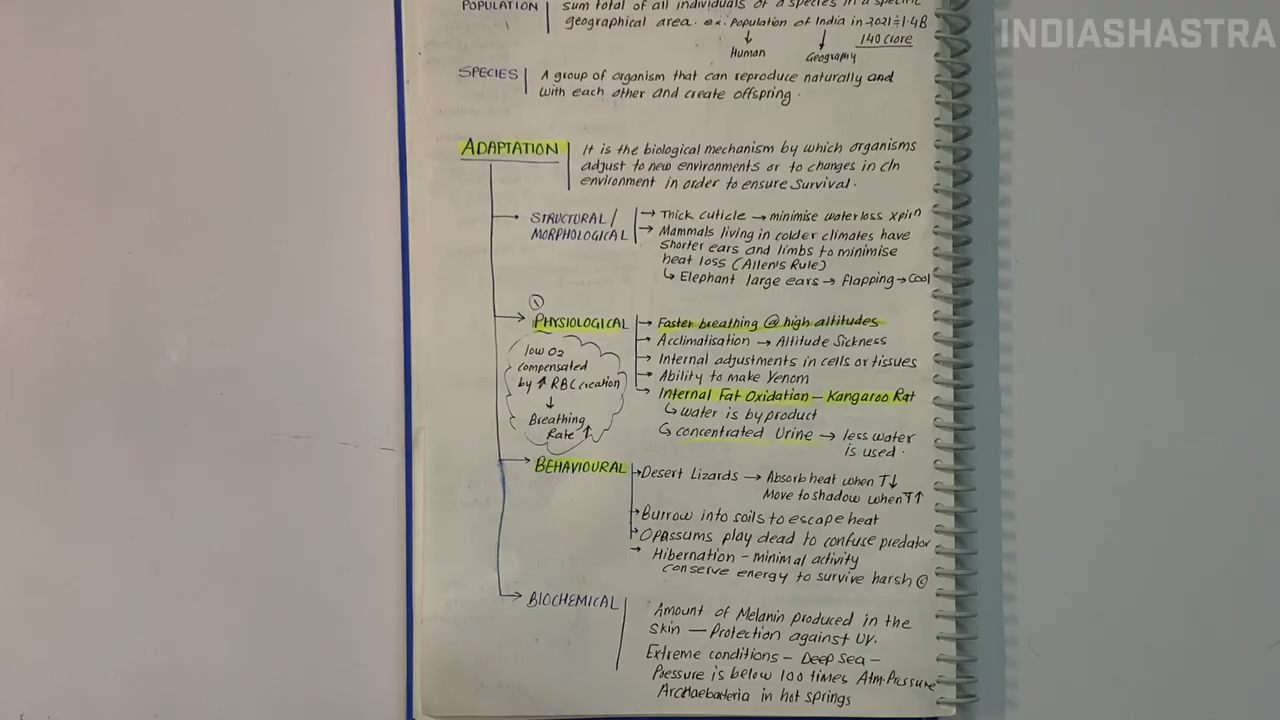 INDIASHASTRA
POPULATION sum total of all individuals of a species in a specific
geographical area. ex: Population of India in 2021 ≈ 1.4B
140 Crore
Human
Geography
SPECIES A group of organism that can reproduce naturally and
with each other and create offspring.
ADAPTATION It is the biological mechanism by which organisms
adjust to new environments or to changes in c/n
environment in order to ensure Survival.
STRUCTURAL /
MORPHOLOGICAL
→ Thick cuticle → minimise water loss xpirn
→ Mammals living in colder climates have
shorter ears and limbs to minimise
heat loss (Allen's Rule)
↳ Elephant large ears → Flapping → Cool
①
PHYSIOLOGICAL
→ Faster breathing @ high altitudes
→ Acclimatisation → Altitude Sickness
→ Internal adjustments in cells or tissues
→ Ability to make Venom
→ Internal Fat Oxidation – Kangaroo Rat
↳ water is by product
↳ concentrated Urine → less water
is used.
low O2
compensated
by ↑ RBC creation
↓
Breathing
Rate ↑
BEHAVIOURAL
→ Desert Lizards → Absorb heat when T↓
Move to shadow when T↑
→ Burrow into soils to escape heat
→ Opassums play dead to confuse predator
→ Hibernation – minimal activity
conserve energy to survive harsh ©
BIOCHEMICAL
Amount of Melanin produced in the
skin — Protection against UV.
Extreme conditions – Deep Sea –
Pressure is below 100 times Atm. Pressure
Archaebacteria in hot springs